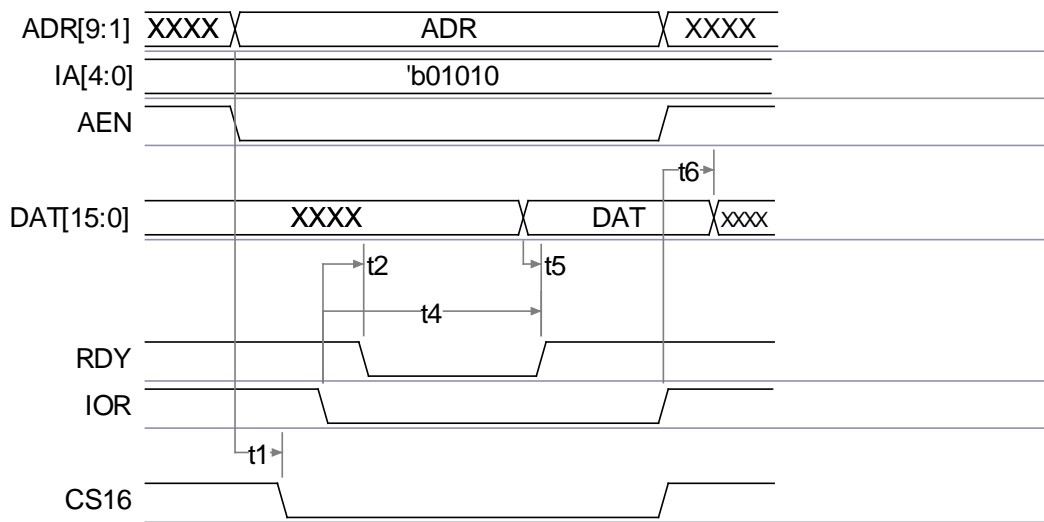 ADR[9:1] XXXX ADR XXXX
IA[4:0] 'b01010
AEN
t6
DAT[15:0] XXXX DAT XXXX
t2 t5
t4
RDY
IOR
t1
CS16